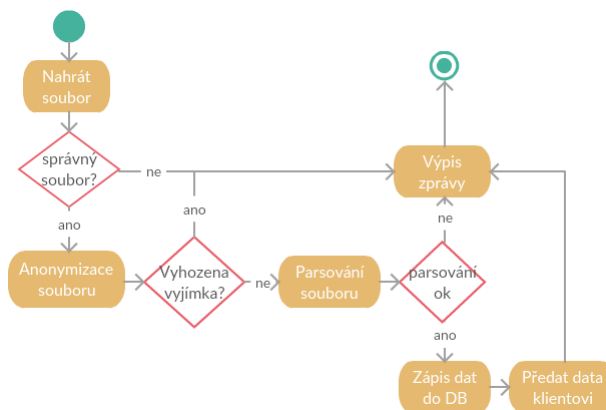 Nahrát
soubor
správný
soubor?
ne
Výpis
zprávy
ano
ano
ne
Anonymizace
souboru
Vyhozena
vyjímka?
ne
Parsování
souboru
parsování
ok
ano
Zápis dat
do DB
Předat data
klientovi